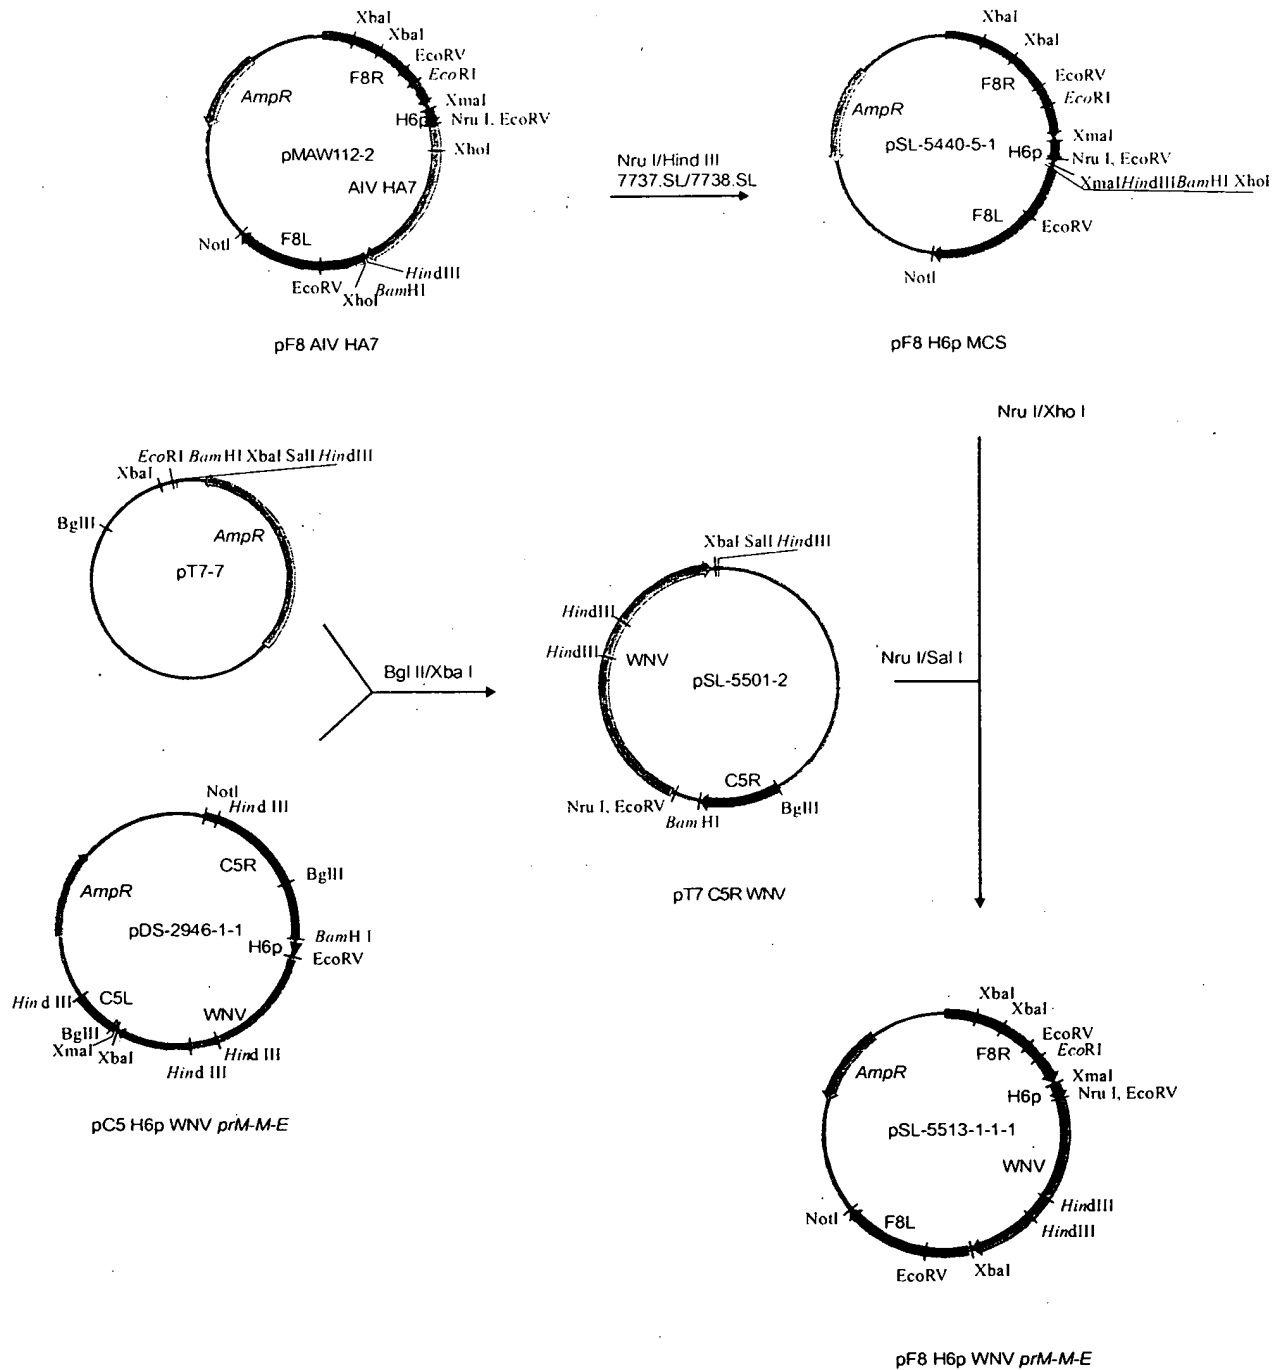 XbaI
XbaI
EcoRV
EcoRI
F8R
AmpR
XmaI
H6p
Nru I, EcoRV
pMAW112-2
XhoI
AIV HA7
NotI
F8L
HindIII
EcoRV
XhoI
BamHI
pF8 AIV HA7
Nru I/Hind III
7737.SL/7738.SL
XbaI
XbaI
EcoRV
F8R
EcoRI
AmpR
XmaI
pSL-5440-5-1
H6p
Nru I, EcoRV
XmaI HindIII BamHI XhoI
F8L
EcoRV
NotI
pF8 H6p MCS
Nru I/Xho I
EcoRI BamHI XbaI SalI HindIII
XbaI
BglII
AmpR
pT7-7
Bgl II/Xba I
XbaI SalI HindIII
HindIII
HindIII
WNV
pSL-5501-2
C5R
Nru I, EcoRV
BamHI
BglII
pT7 C5R WNV
Nru I/Sal I
NotI
Hind III
C5R
BglII
AmpR
pDS-2946-1-1
BamH I
H6p
EcoRV
Hind III
C5L
WNV
BglII
XmaI
XbaI
Hind III
Hind III
pC5 H6p WNV prM-M-E
XbaI
XbaI
EcoRV
F8R
EcoRI
AmpR
XmaI
H6p
Nru I, EcoRV
pSL-5513-1-1-1
WNV
HindIII
HindIII
NotI
F8L
EcoRV
XbaI
pF8 H6p WNV prM-M-E